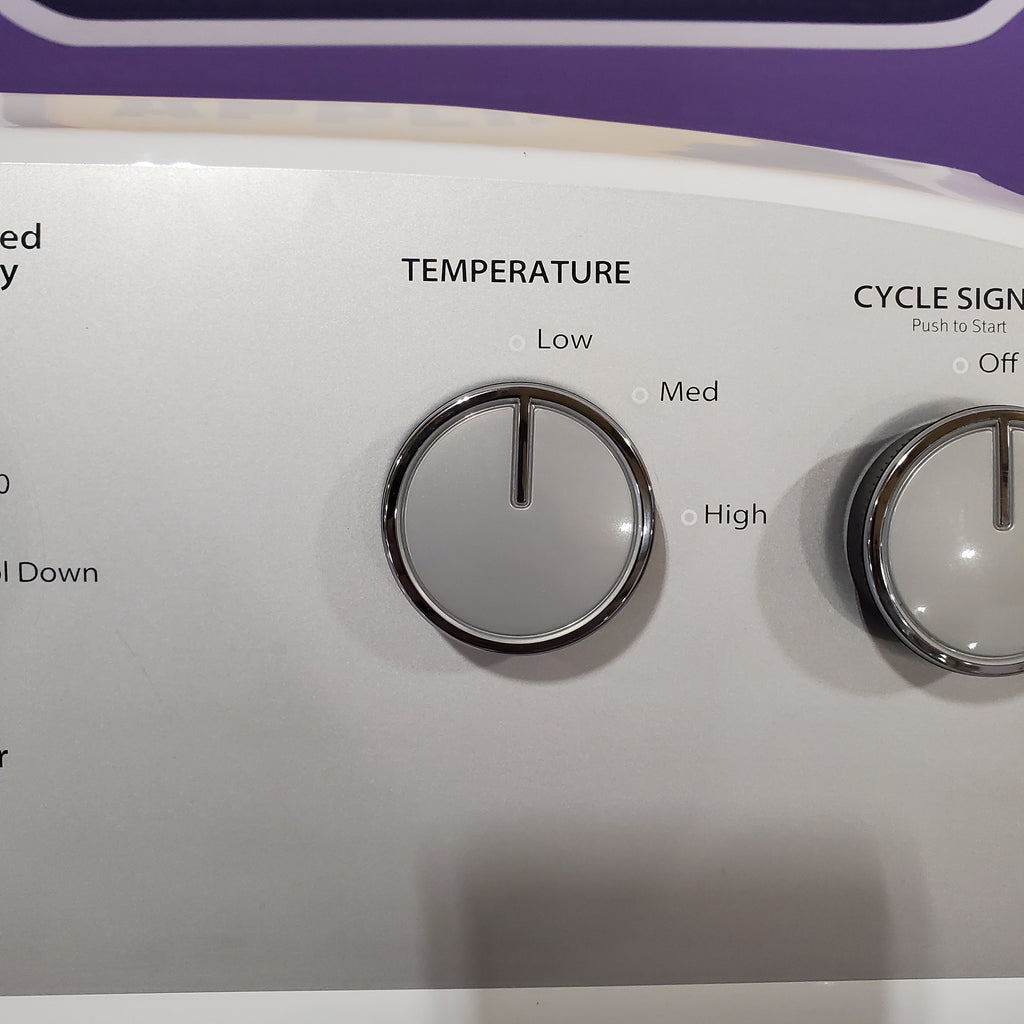 ed
y
TEMPERATURE
Low
Med
High
CYCLE SIGN
Push to Start
Off
0
l Down
r